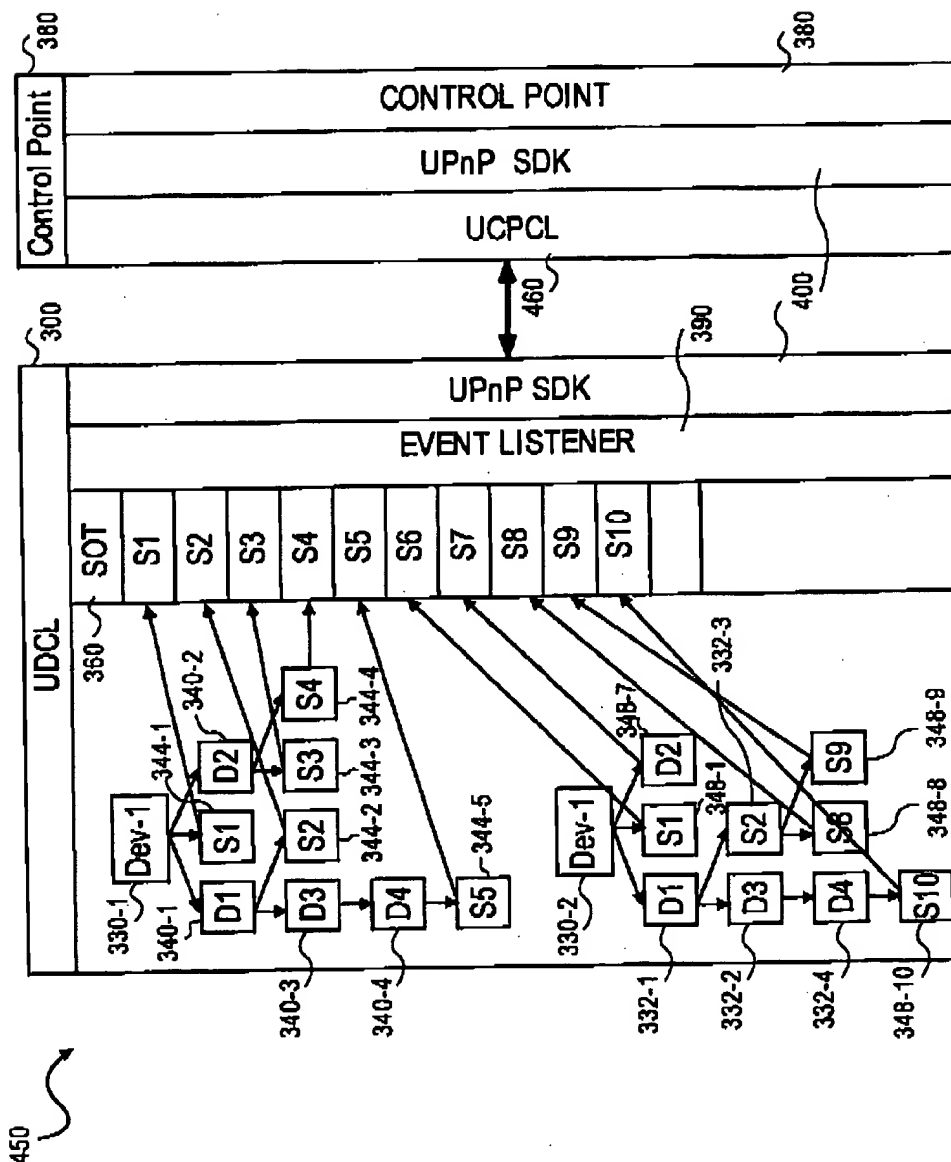 450
UDCL
300
Control Point
380
360
SOT
S1
S2
S3
S4
S5
S6
S7
S8
S9
S10
EVENT LISTENER
UPnP SDK
390
400
460
UCPCL
UPnP SDK
CONTROL POINT
380
Dev-1
330-1
D1
340-1
S1
344-1
D2
340-2
D3
340-3
S2
344-2
S3
344-3
S4
344-4
D4
340-4
S5
344-5
Dev-1
330-2
D1
332-1
S1
348-1
D2
348-7
D3
332-2
S2
332-3
D4
332-4
348-8
S9
348-9
S10
348-10